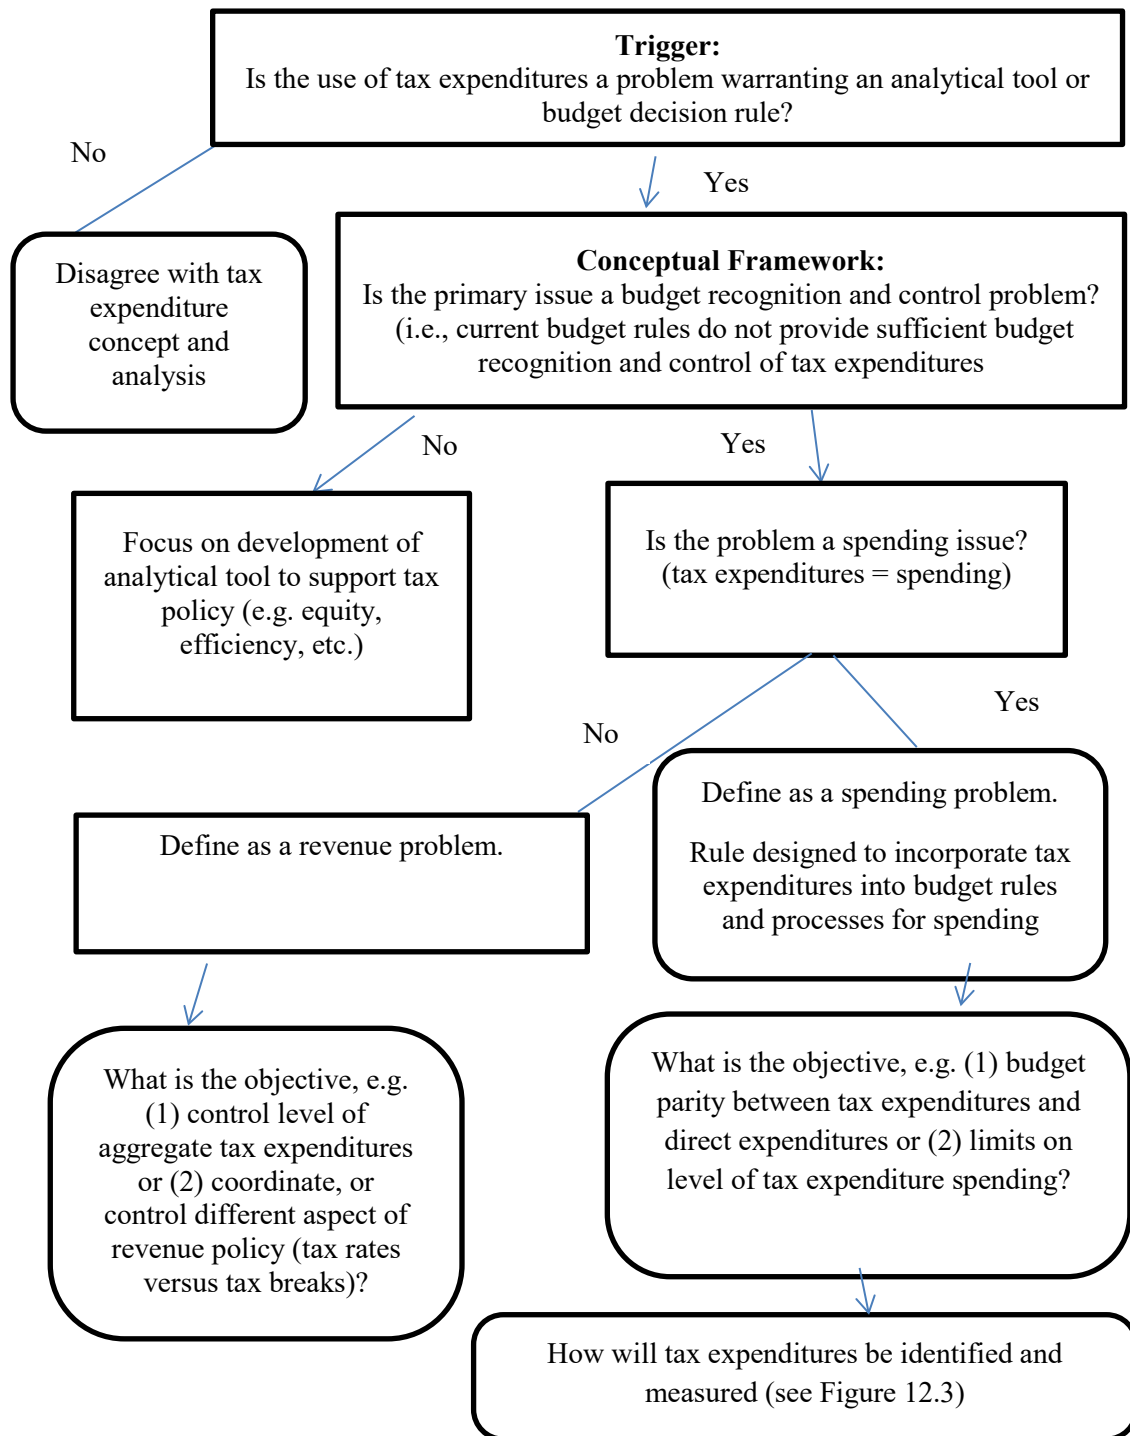 Trigger:
Is the use of tax expenditures a problem warranting an analytical tool or
budget decision rule?
No
Yes
Disagree with tax
expenditure
concept and
analysis
Conceptual Framework:
Is the primary issue a budget recognition and control problem?
(i.e., current budget rules do not provide sufficient budget
recognition and control of tax expenditures
No
Yes
Focus on development of
analytical tool to support tax
policy (e.g. equity,
efficiency, etc.)
Is the problem a spending issue?
(tax expenditures = spending)
No
Yes
Define as a revenue problem.
Define as a spending problem.
Rule designed to incorporate tax
expenditures into budget rules
and processes for spending
What is the objective, e.g.
(1) control level of
aggregate tax expenditures
or (2) coordinate, or
control different aspect of
revenue policy (tax rates
versus tax breaks)?
What is the objective, e.g. (1) budget
parity between tax expenditures and
direct expenditures or (2) limits on
level of tax expenditure spending?
How will tax expenditures be identified and
measured (see Figure 12.3)